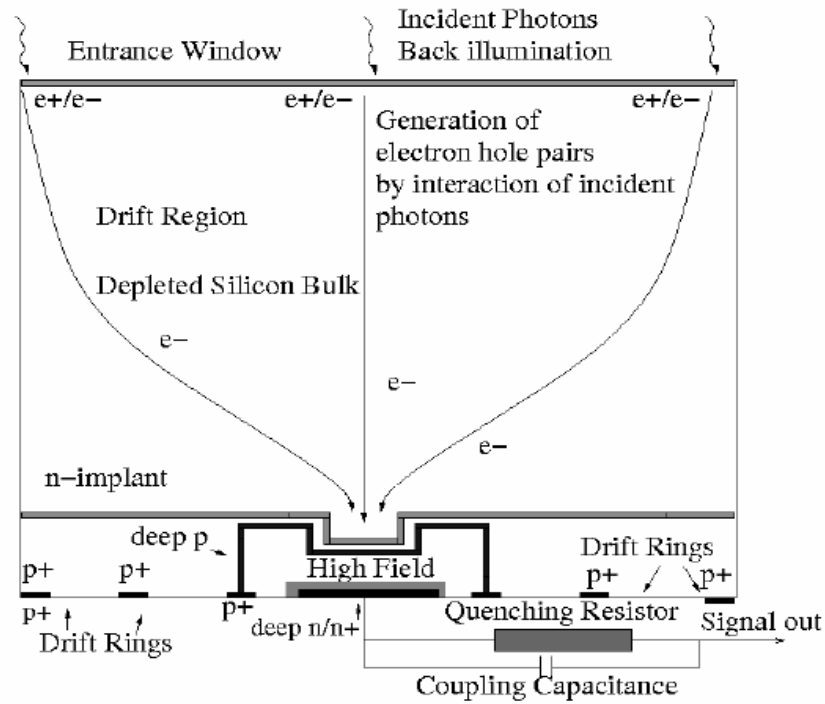 Incident Photons
Entrance Window
Back illumination
e+/e−
e+/e−
e+/e−
Generation of
electron hole pairs
by interaction of incident
photons
Drift Region
Depleted Silicon Bulk
e−
e−
e−
n−implant
deep p
High Field
Drift Rings
p+
p+
p+
p+
p+
p+
Drift Rings
deep n/n+
Quenching Resistor
Signal out
Coupling Capacitance